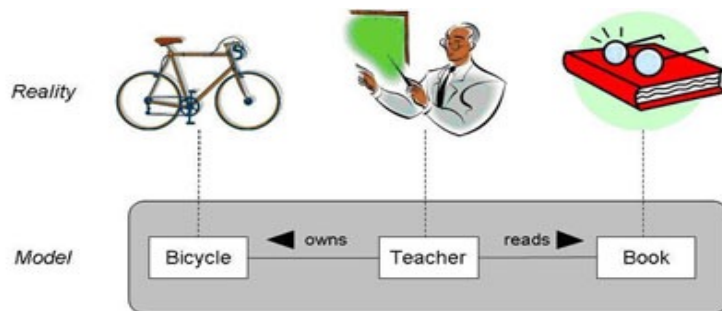 Reality
Model
Bicycle
owns
Teacher
reads
Book